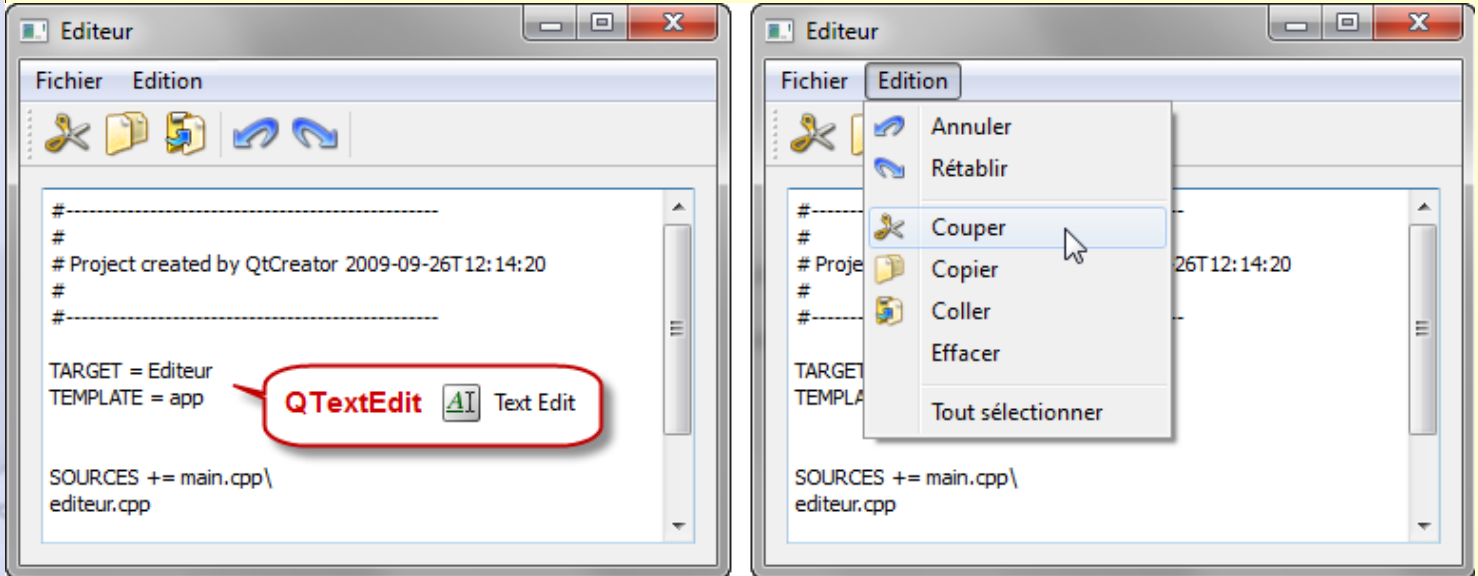 Editeur
Fichier Edition
#-------------------------------------------------
#
# Project created by QtCreator 2009-09-26T12:14:20
#
#-------------------------------------------------
TARGET = Editeur
TEMPLATE = app
QTextEdit AI Text Edit
SOURCES += main.cpp\
editeur.cpp
Editeur
Fichier Edition
Annuler
Rétablir
Couper
Copier
Coller
Effacer
Tout sélectionner
#------
#
# Proje 26T12:14:20
#
#------
TARGET
TEMPLA
SOURCES += main.cpp\
editeur.cpp